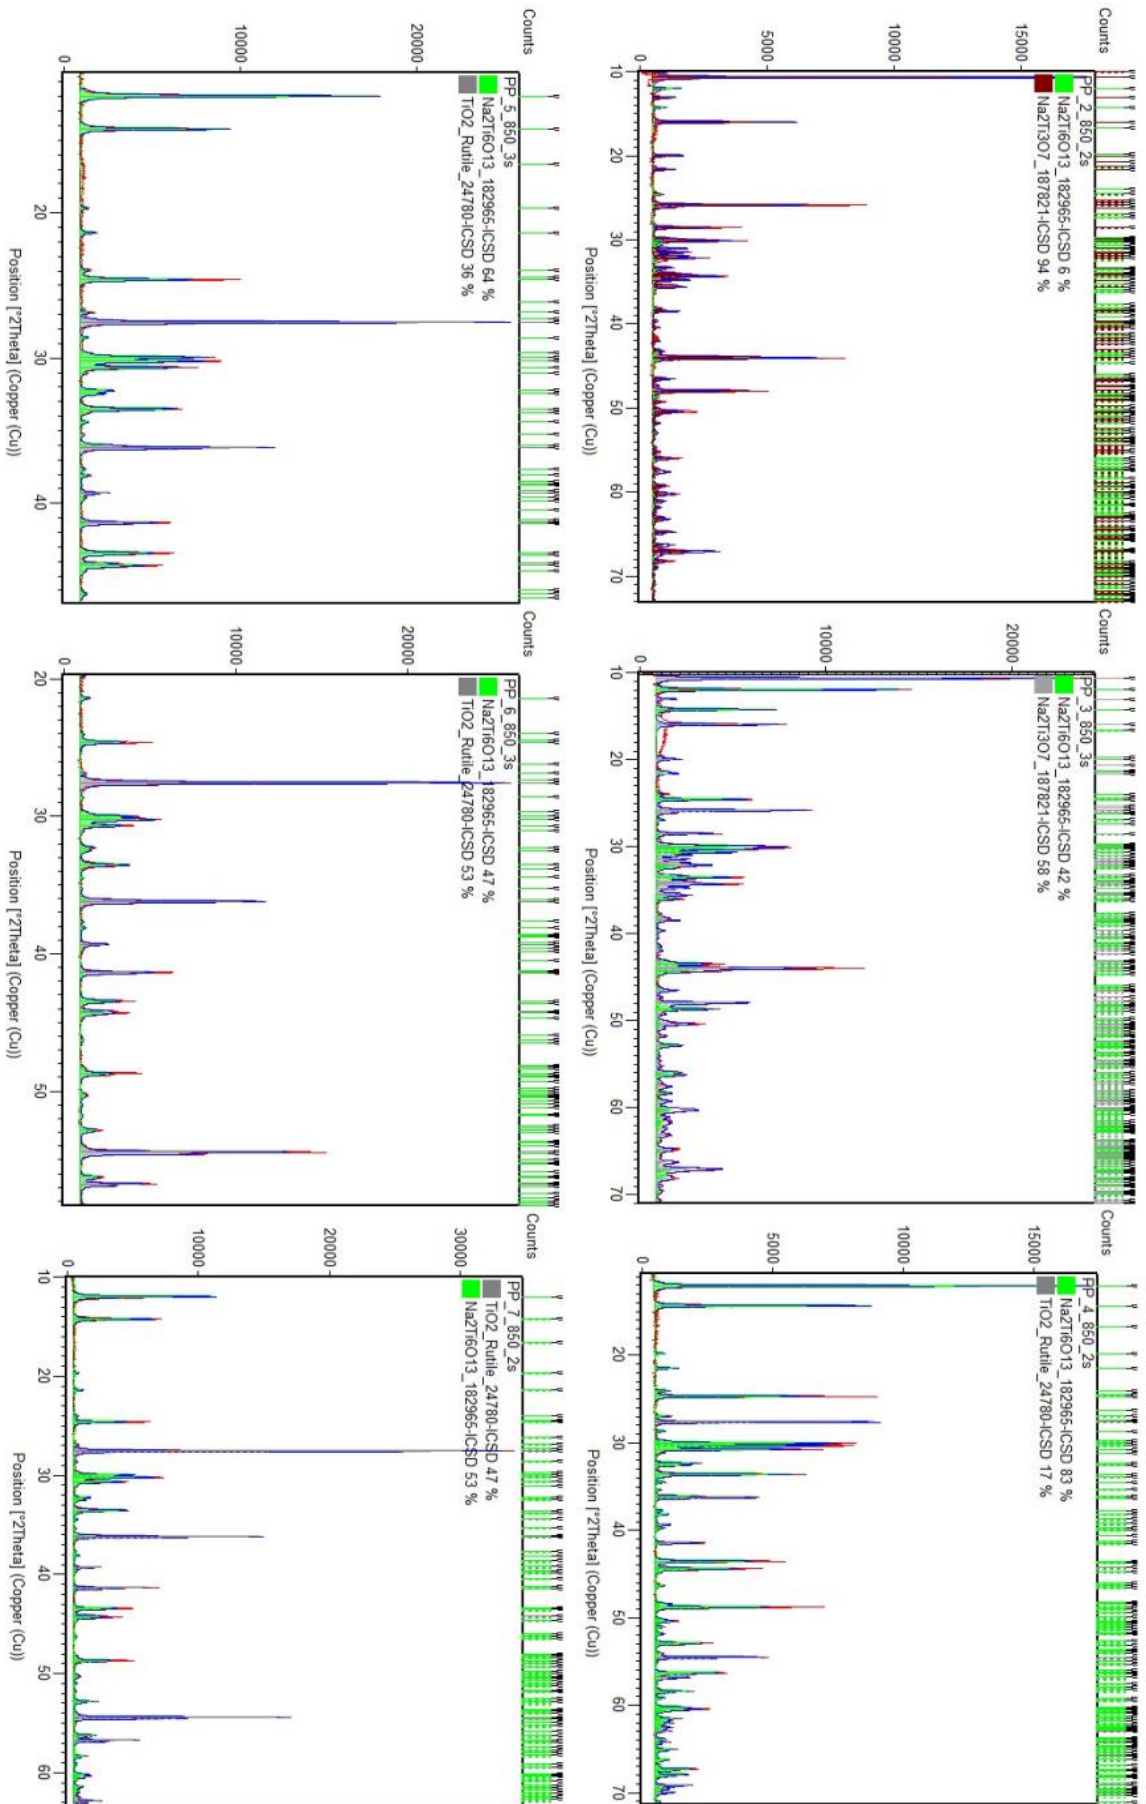 Counts
PP_2_850_2s
Na2Ti6O13_182965-ICSD 6 %
Na2Ti3O7_187821-ICSD 94 %
15000
10000
5000
0
10
20
30
40
50
60
70
Position [°2Theta] (Copper (Cu))
Counts
PP_3_850_3s
Na2Ti6O13_182965-ICSD 42 %
Na2Ti3O7_187821-ICSD 58 %
20000
10000
0
10
20
30
40
50
60
70
Position [°2Theta] (Copper (Cu))
Counts
PP_4_850_2s
Na2Ti6O13_182965-ICSD 83 %
TiO2_Rutile_24780-ICSD 17 %
15000
10000
5000
0
20
30
40
50
60
70
Position [°2Theta] (Copper (Cu))
Counts
PP_5_850_3s
Na2Ti6O13_182965-ICSD 64 %
TiO2_Rutile_24780-ICSD 36 %
20000
10000
0
20
30
40
Position [°2Theta] (Copper (Cu))
Counts
PP_6_850_3s
Na2Ti6O13_182965-ICSD 47 %
TiO2_Rutile_24780-ICSD 53 %
20000
10000
0
20
30
40
50
Position [°2Theta] (Copper (Cu))
Counts
PP_7_850_2s
TiO2_Rutile_24780-ICSD 47 %
Na2Ti6O13_182965-ICSD 53 %
30000
20000
10000
0
10
20
30
40
50
60
Position [°2Theta] (Copper (Cu))